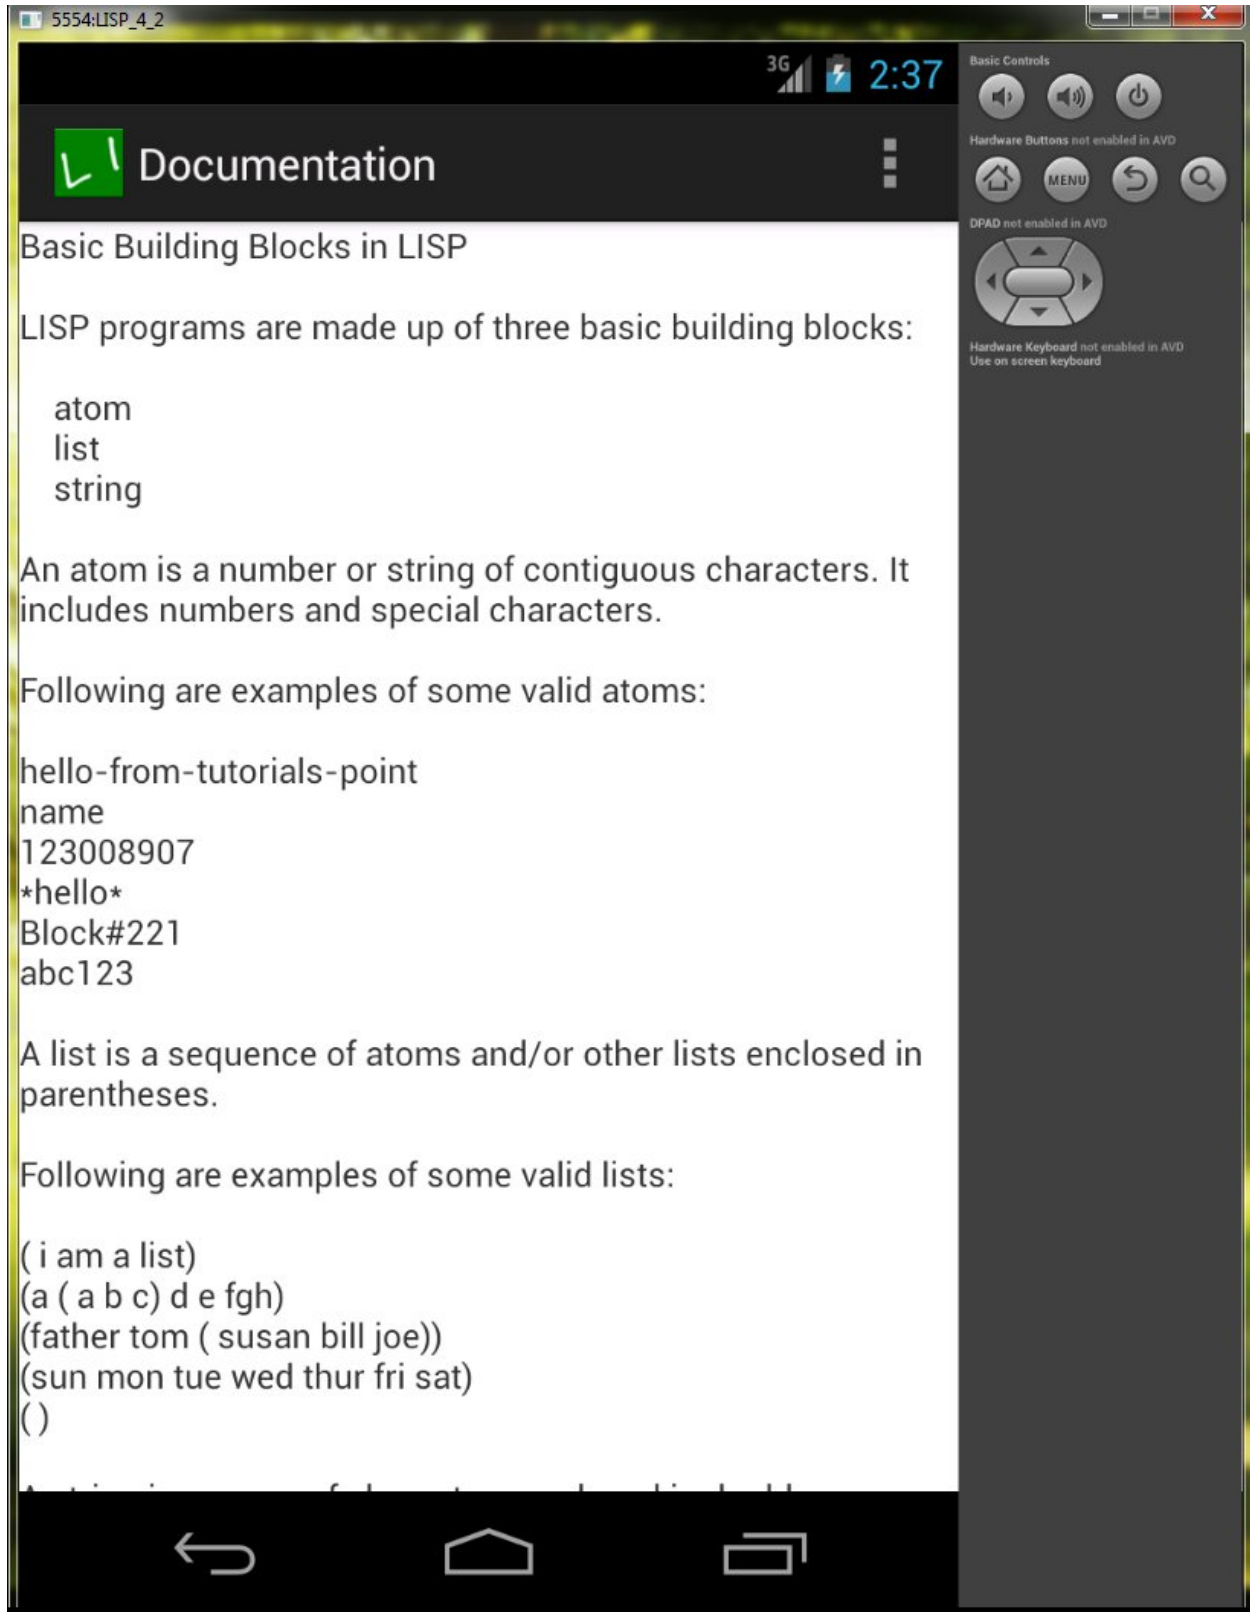 5554:LISP_4_2
3G 2:37
Documentation
Basic Building Blocks in LISP
LISP programs are made up of three basic building blocks:
atom
list
string
An atom is a number or string of contiguous characters. It
includes numbers and special characters.
Following are examples of some valid atoms:
hello-from-tutorials-point
name
123008907
*hello*
Block#221
abc123
A list is a sequence of atoms and/or other lists enclosed in
parentheses.
Following are examples of some valid lists:
( i am a list)
(a ( a b c) d e fgh)
(father tom ( susan bill joe))
(sun mon tue wed thur fri sat)
( )
Basic Controls
Hardware Buttons not enabled in AVD
MENU
DPAD not enabled in AVD
Hardware Keyboard not enabled in AVD
Use on screen keyboard